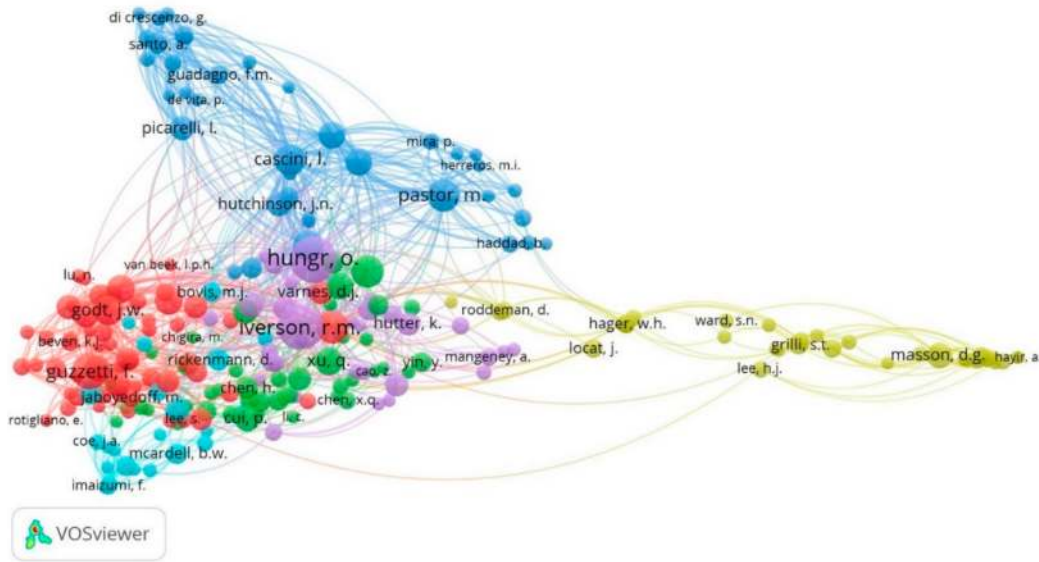 di crescenzo, g.
santo, a.
guadagno, f.m.
de vita, p.
picarelli, l.
mira, p.
cascini, l.
herreros, m.i.
pastor, m.
hutchinson, j.n.
haddad, b.
hungr, o.
van beek, l.p.h.
lu, n.
bovis, m.j.
varnes, d.j.
godt, j.w.
roddeman, d.
iverson, r.m.
hutter, k.
hager, w.h.
ward, s.n.
beven, k.j.
chigira, m.
locat, j.
grilli, s.t.
rickenmann, d.
xu, q.
yin, y.
mangeney, a.
masson, d.g.
hayir, a
guzzetti, f.
cao, z.
lee, h.j.
chen, h.
jaboyedoff, m.
chen, x.q.
rotigliano, e.
lee, s.
cui, p.
li, c.
coe, j.a.
mcardell, b.w.
imaizumi, f.
VOSviewer